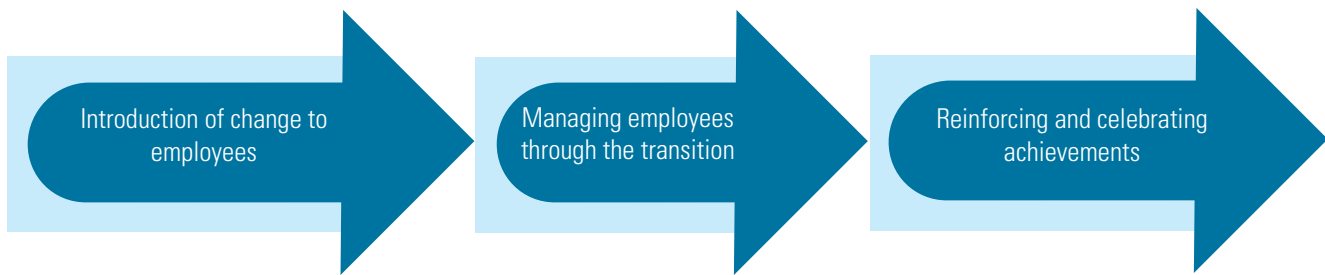 Introduction of change to
employees
Managing employees
through the transition
Reinforcing and celebrating
achievements